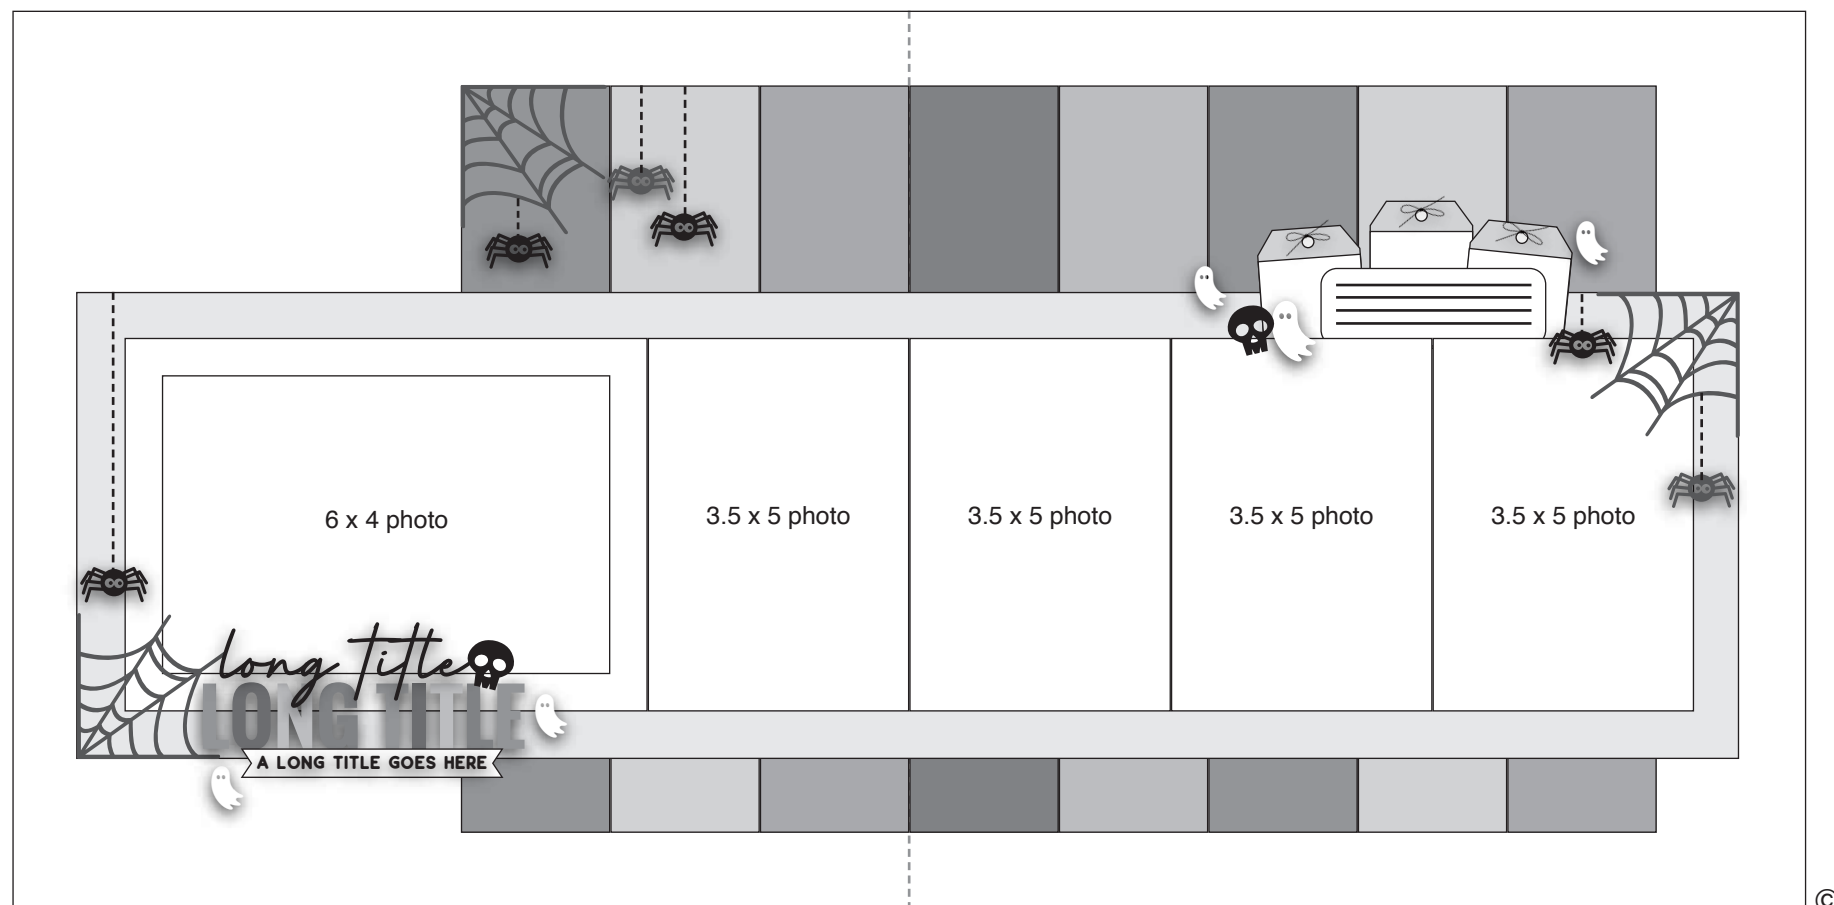 6 x 4 photo
3.5 x 5 photo
3.5 x 5 photo
3.5 x 5 photo
3.5 x 5 photo
long title
LONG TITLE
A LONG TITLE GOES HERE
©